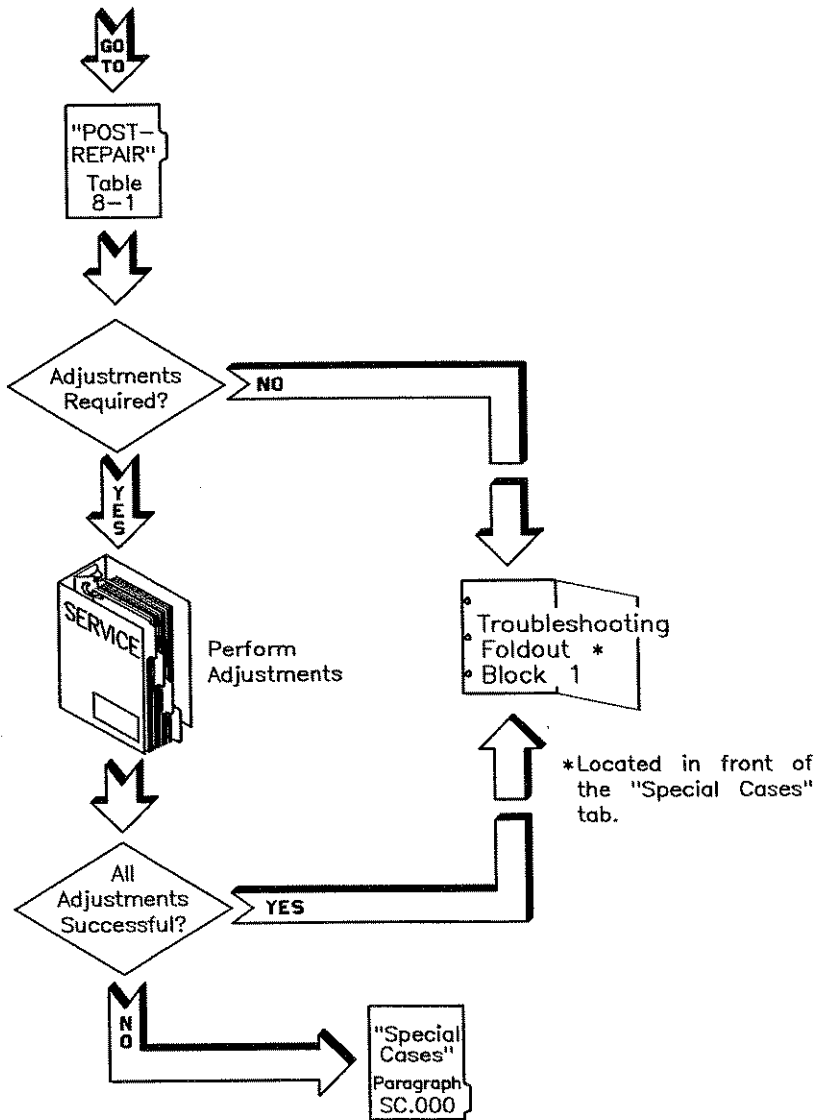 GO
TO
"POST-
REPAIR"
Table
8-1
Adjustments
Required?
NO
YES
SERVICE
Perform
Adjustments
Troubleshooting
Foldout *
Block 1
*Located in front of
the "Special Cases"
tab.
All
Adjustments
Successful?
YES
NO
"Special
Cases"
Paragraph
SC.000